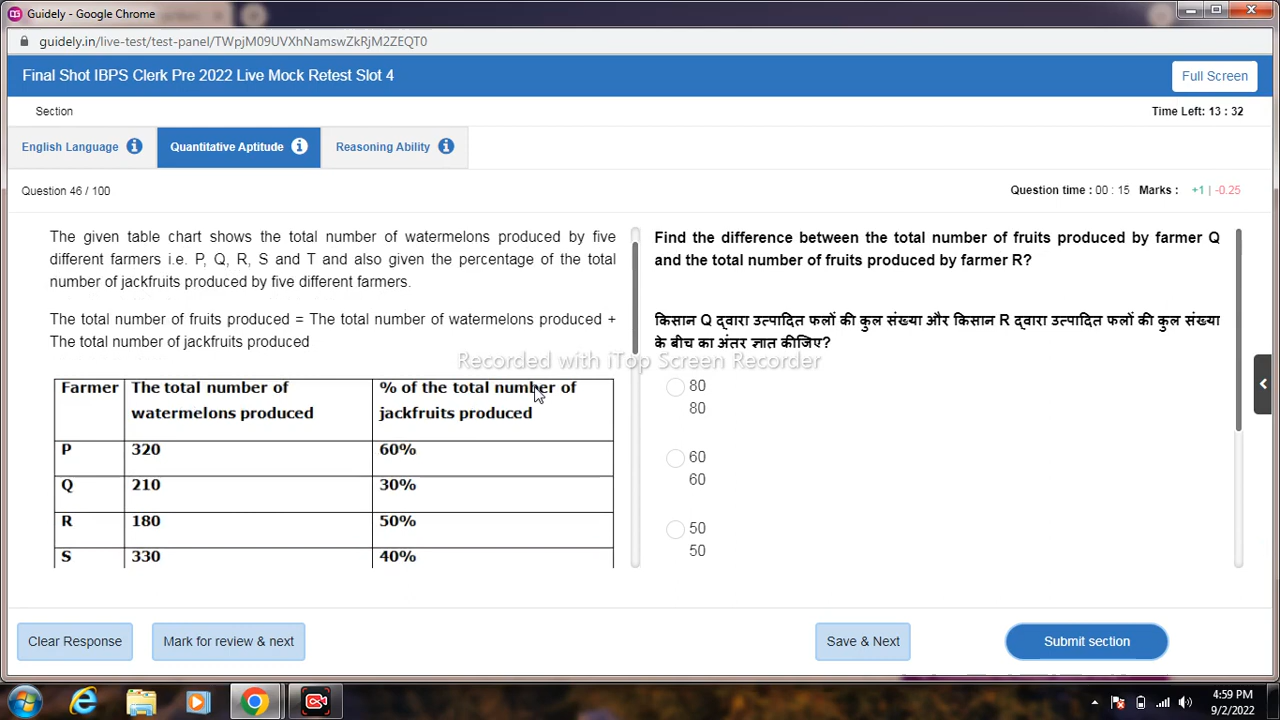 Guidely - Google Chrome
guidely.in/live-test/test-panel/TWpjM09UVXhNamswZkRjM2ZEQT0
Final Shot IBPS Clerk Pre 2022 Live Mock Retest Slot 4
Full Screen
Section
Time Left: 13 : 32
English Language
Quantitative Aptitude
Reasoning Ability
Question 46 / 100
Question time : 00 : 15 Marks : +1 | -0.25
The given table chart shows the total number of watermelons produced by five
different farmers i.e. P, Q, R, S and T and also given the percentage of the total
number of jackfruits produced by five different farmers.
The total number of fruits produced = The total number of watermelons produced +
The total number of jackfruits produced
Farmer The total number of watermelons produced % of the total number of jackfruits produced
P 320 60%
Q 210 30%
R 180 50%
S 330 40%
Find the difference between the total number of fruits produced by farmer Q
and the total number of fruits produced by farmer R?
किसान Q द्वारा उत्पादित फलों की कुल संख्या और किसान R द्वारा उत्पादित फलों की कुल संख्या
के बीच का अंतर ज्ञात कीजिए?
Recorded with iTop Screen Recorder
80
80
60
60
50
50
Clear Response
Mark for review & next
Save & Next
Submit section
4:59 PM
9/2/2022